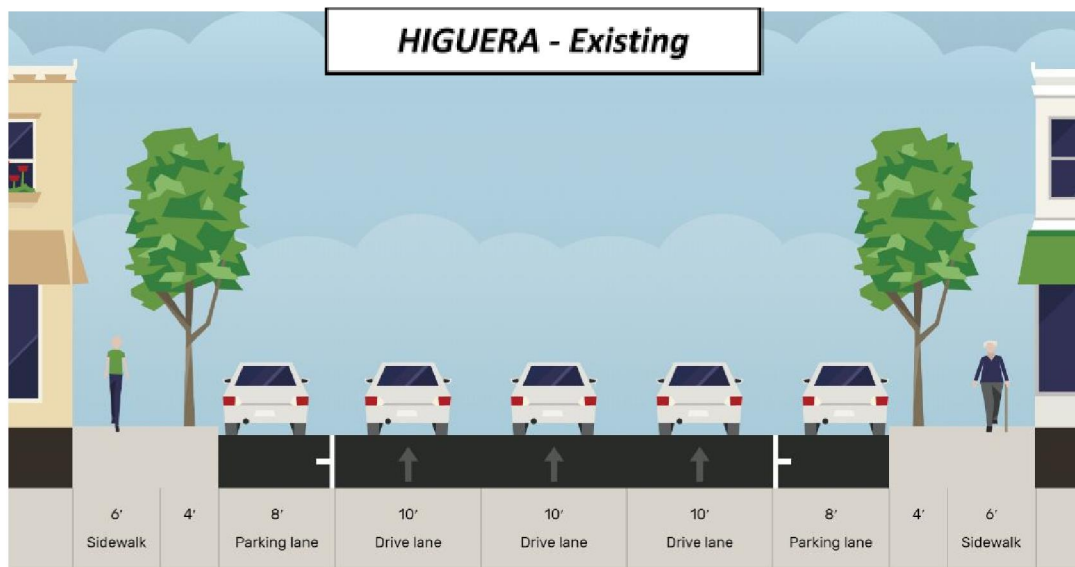 HIGUERA - Existing
6′ 4′ 8′ 10′ 10′ 10′ 8′ 4′ 6′
Sidewalk Parking lane Drive lane Drive lane Drive lane Parking lane Sidewalk